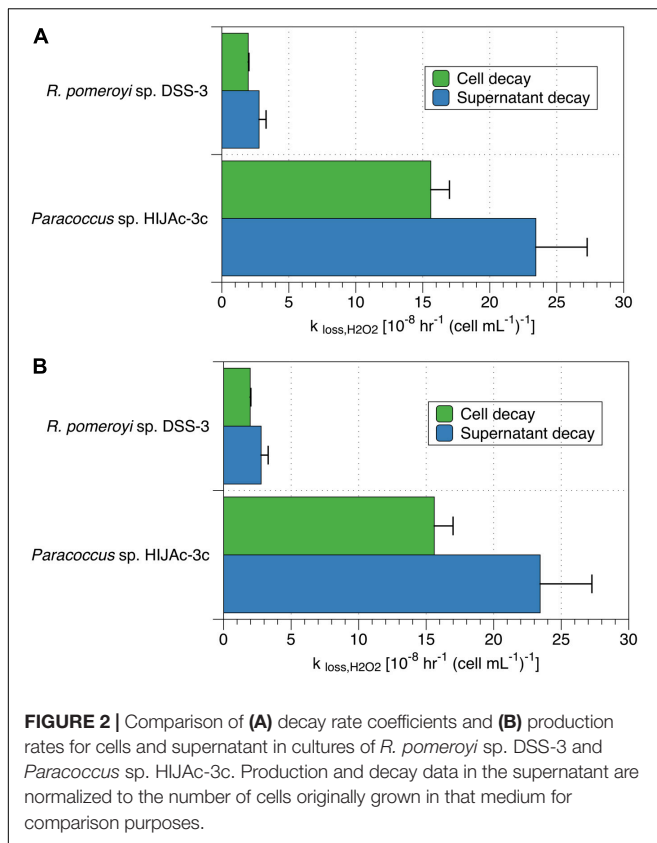 A
R. pomeroyi sp. DSS-3
Cell decay
Supernatant decay
Paracoccus sp. HIJAc-3c
0 5 10 15 20 25 30
k loss,H2O2 [10-8 hr-1 (cell mL-1)-1]
B
R. pomeroyi sp. DSS-3
Cell decay
Supernatant decay
Paracoccus sp. HIJAc-3c
0 5 10 15 20 25 30
k loss,H2O2 [10-8 hr-1 (cell mL-1)-1]
FIGURE 2 | Comparison of (A) decay rate coefficients and (B) production
rates for cells and supernatant in cultures of R. pomeroyi sp. DSS-3 and
Paracoccus sp. HIJAc-3c. Production and decay data in the supernatant are
normalized to the number of cells originally grown in that medium for
comparison purposes.